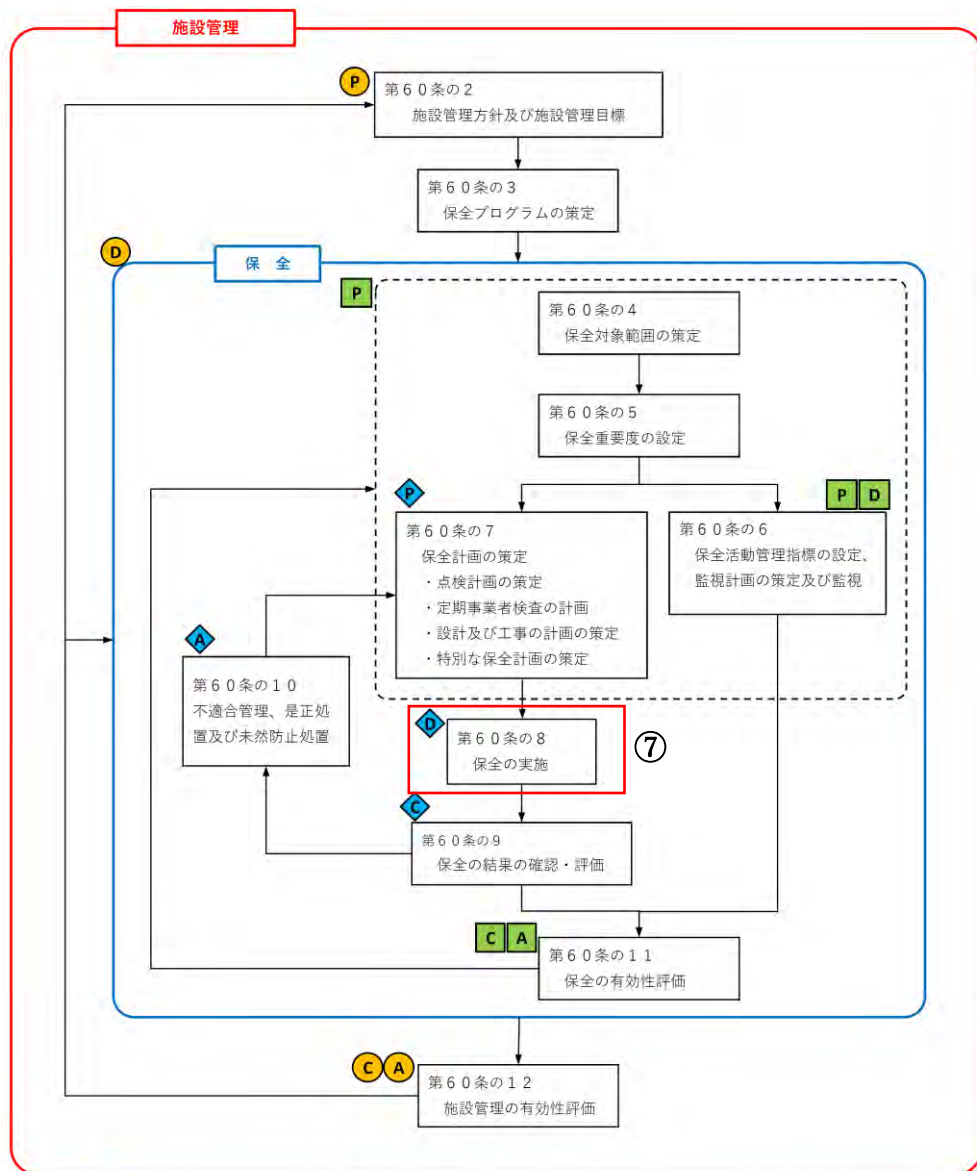 施設管理
P
第６０条の２
施設管理方針及び施設管理目標
第６０条の３
保全プログラムの策定
D
保　全
P
第６０条の４
保全対象範囲の策定
第６０条の５
保全重要度の設定
P
P D
第６０条の７
保全計画の策定
・点検計画の策定
・定期事業者検査の計画
・設計及び工事の計画の策定
・特別な保全計画の策定
第６０条の６
保全活動管理指標の設定、
監視計画の策定及び監視
A
第６０条の１０
不適合管理、是正処
置及び未然防止処置
D
第６０条の８
保全の実施
⑦
C
第６０条の９
保全の結果の確認・評価
C A
第６０条の１１
保全の有効性評価
C A
第６０条の１２
施設管理の有効性評価